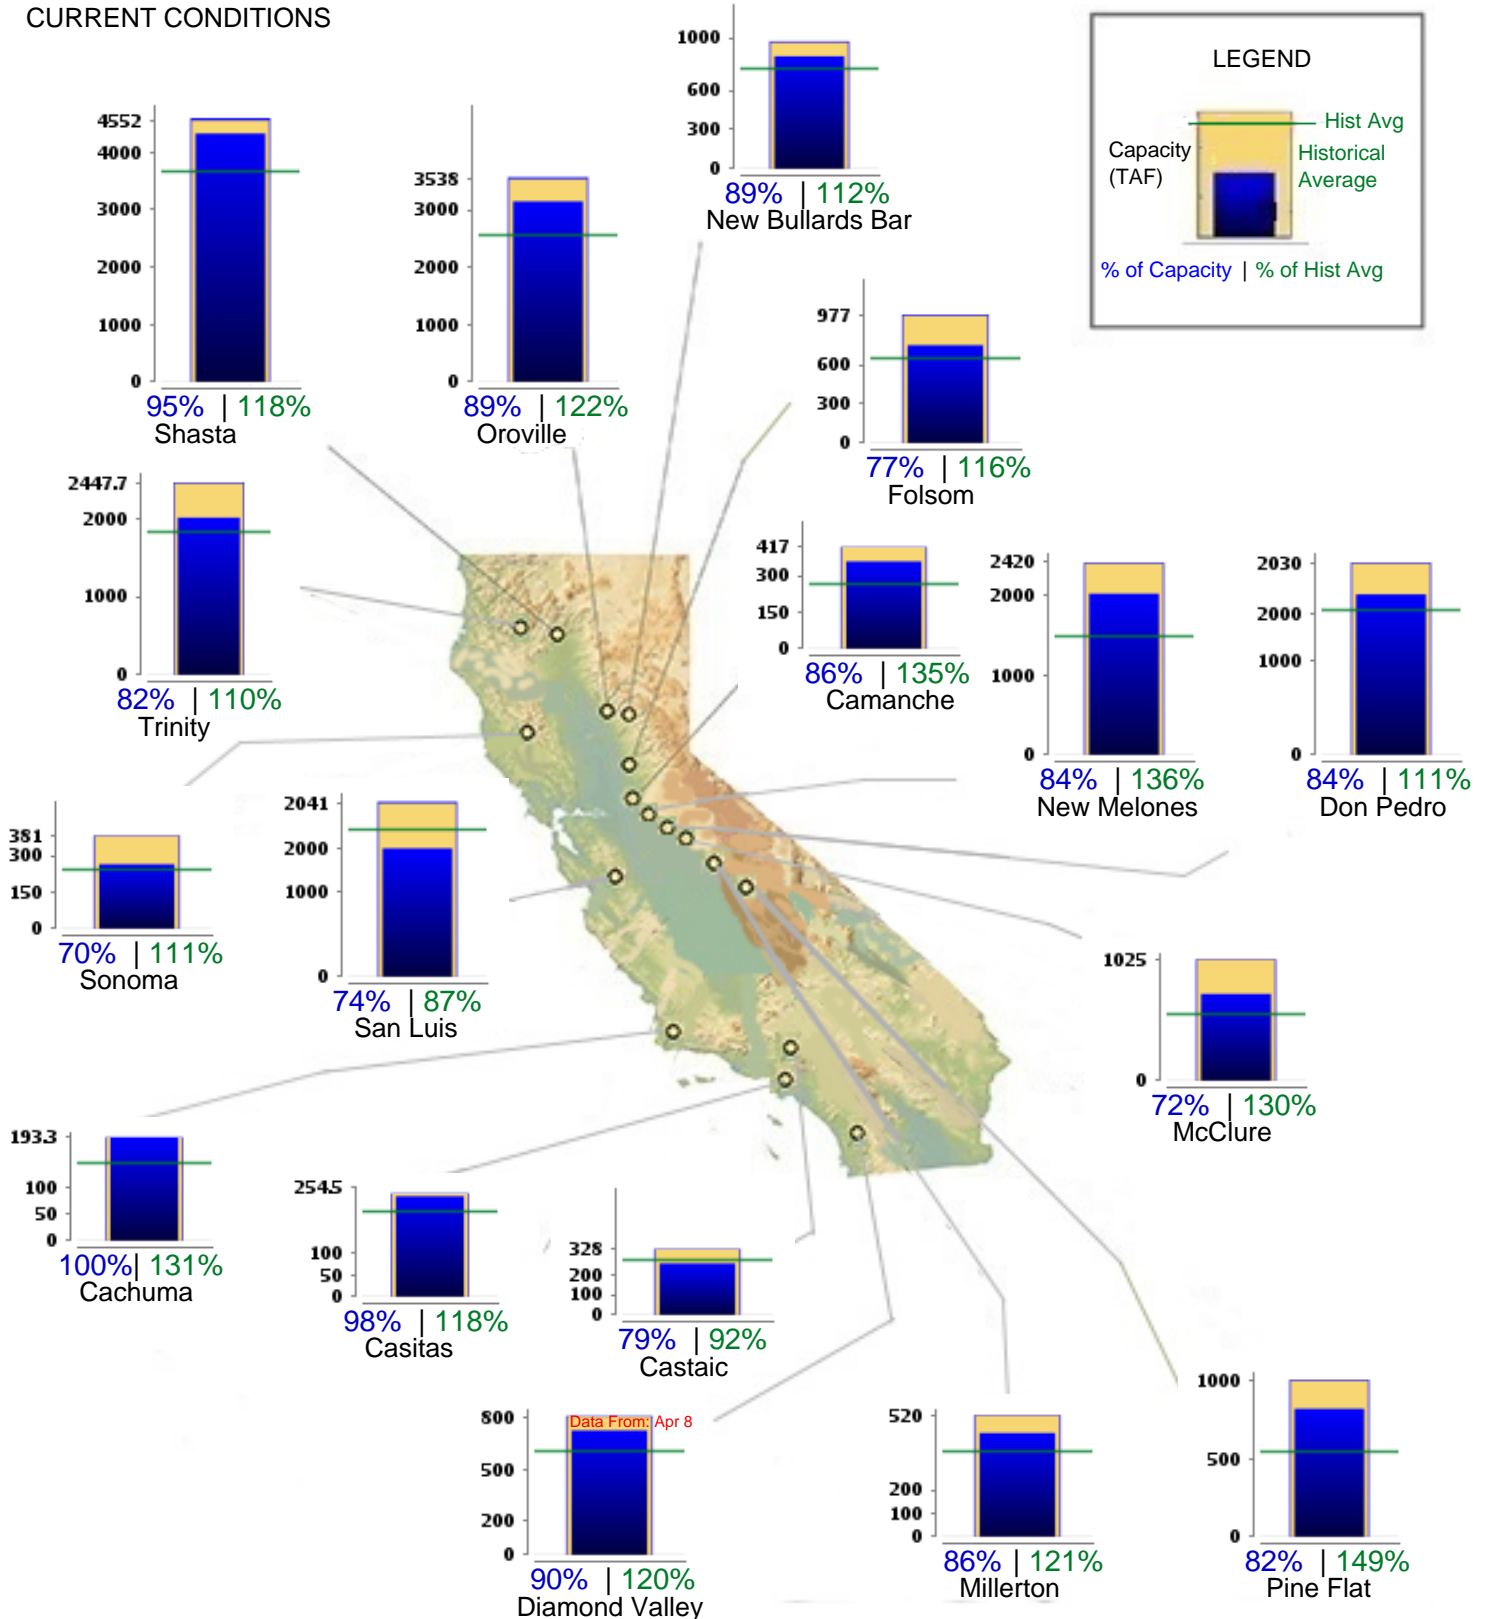 CURRENT CONDITIONS
1000
600
300
0
89% | 112%
New Bullards Bar
LEGEND
Hist Avg
Capacity
(TAF)
Historical
Average
% of Capacity | % of Hist Avg
4552
4000
3000
2000
1000
0
95% | 118%
Shasta
3538
3000
2000
1000
0
89% | 122%
Oroville
977
600
300
0
77% | 116%
Folsom
2447.7
2000
1000
0
82% | 110%
Trinity
417
300
150
0
86% | 135%
Camanche
2420
2000
1000
0
84% | 136%
New Melones
2030
2000
1000
0
84% | 111%
Don Pedro
381
300
150
0
70% | 111%
Sonoma
2041
2000
1000
0
74% | 87%
San Luis
1025
0
72% | 130%
McClure
193.3
100
50
0
100% | 131%
Cachuma
254.5
100
50
0
98% | 118%
Casitas
328
200
100
0
79% | 92%
Castaic
800
Data From: Apr 8
500
200
0
90% | 120%
Diamond Valley
520
200
100
0
86% | 121%
Millerton
1000
500
0
82% | 149%
Pine Flat